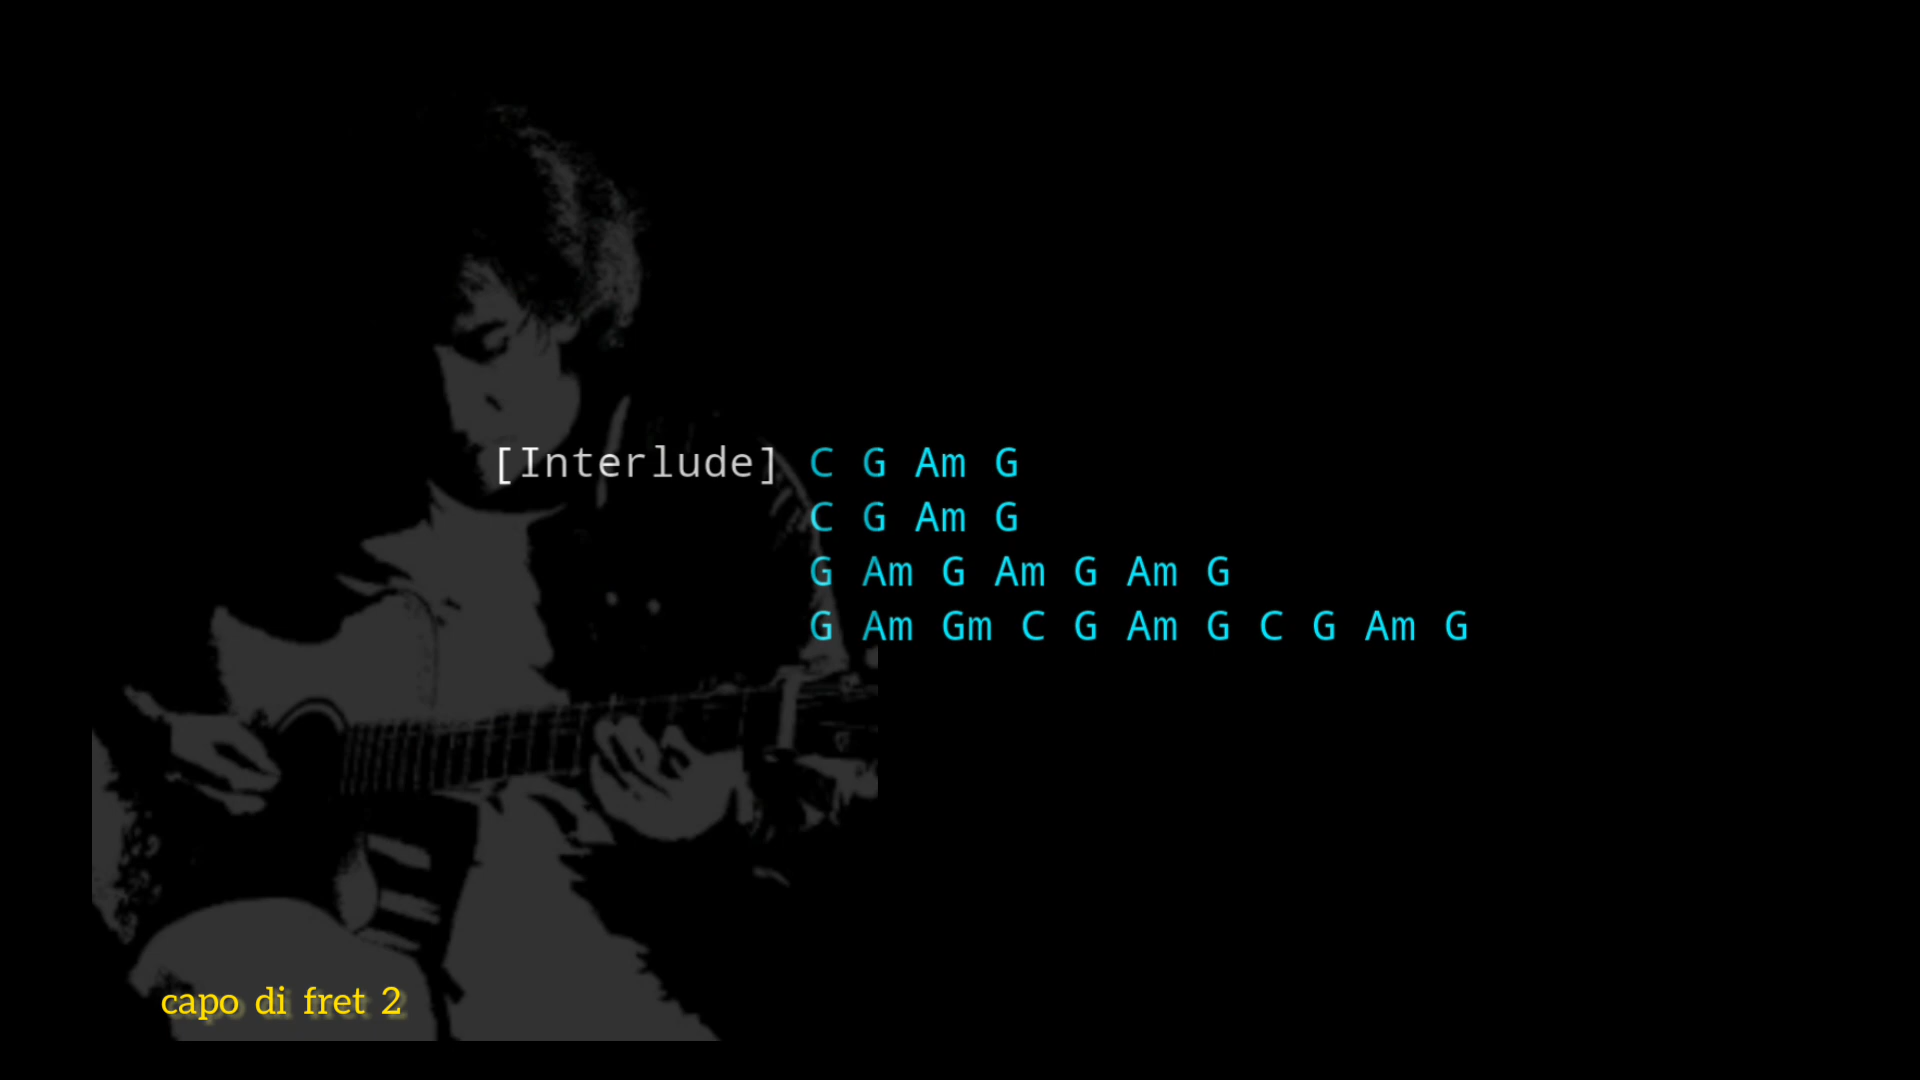 [Interlude] C G Am G
C G Am G
G Am G Am G Am G
G Am Gm C G Am G C G Am G
capo di fret 2